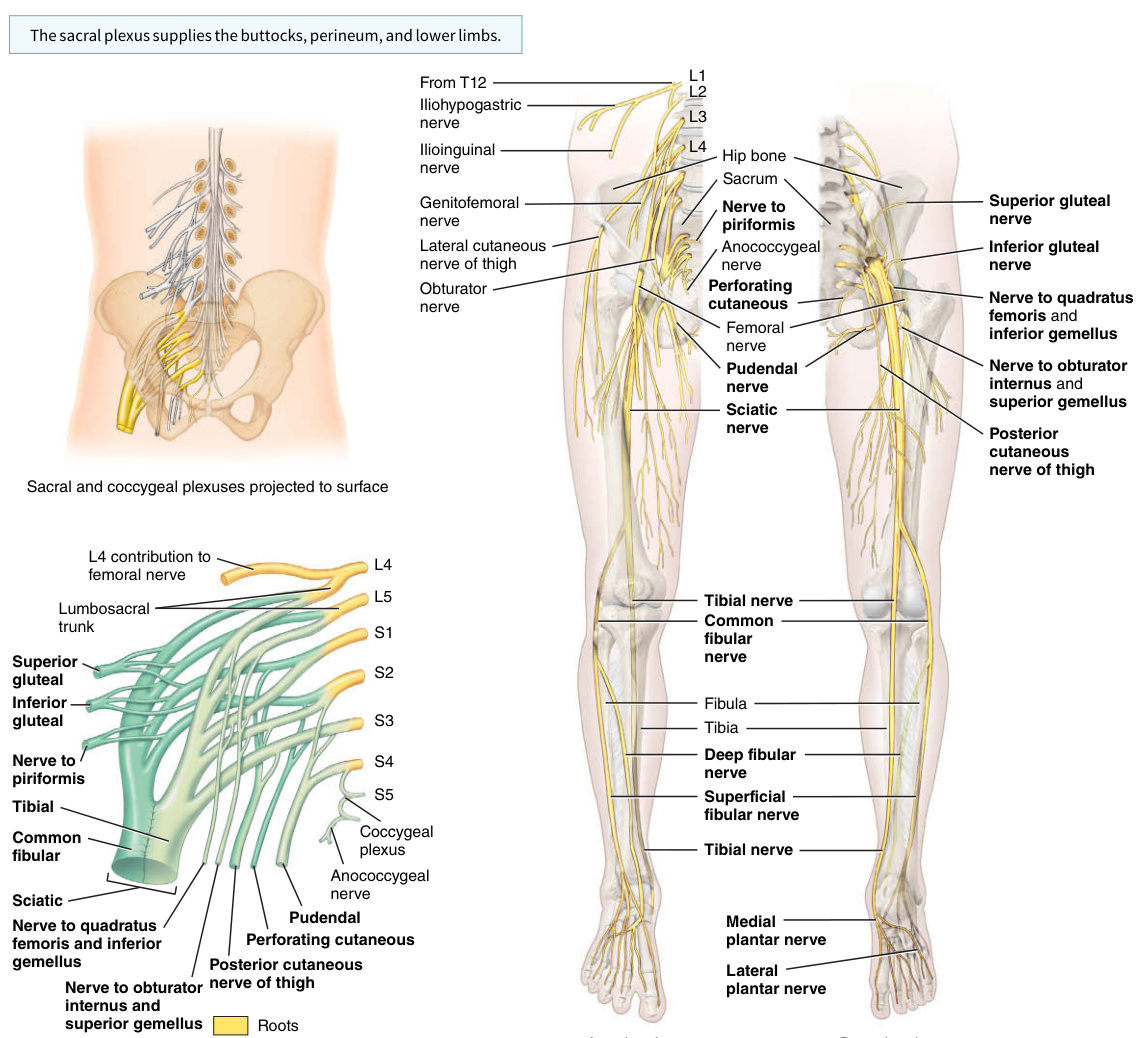 The sacral plexus supplies the buttocks, perineum, and lower limbs.
Sacral and coccygeal plexuses projected to surface
L4 contribution to
femoral nerve
Lumbosacral
trunk
Superior
gluteal
Inferior
gluteal
Nerve to
piriformis
Tibial
Common
fibular
Sciatic
Nerve to quadratus
femoris and inferior
gemellus
Nerve to obturator
internus and
superior gemellus
L4
L5
S1
S2
S3
S4
S5
Coccygeal
plexus
Anococcygeal
nerve
Pudendal
Perforating cutaneous
Posterior cutaneous
nerve of thigh
Roots
From T12
Iliohypogastric
nerve
Ilioinguinal
nerve
Genitofemoral
nerve
Lateral cutaneous
nerve of thigh
Obturator
nerve
L1
L2
L3
L4
Hip bone
Sacrum
Nerve to
piriformis
Anococcygeal
nerve
Perforating
cutaneous
Femoral
nerve
Pudendal
nerve
Sciatic
nerve
Tibial nerve
Common
fibular
nerve
Fibula
Tibia
Deep fibular
nerve
Superficial
fibular nerve
Tibial nerve
Medial
plantar nerve
Lateral
plantar nerve
Superior gluteal
nerve
Inferior gluteal
nerve
Nerve to quadratus
femoris and
inferior gemellus
Nerve to obturator
internus and
superior gemellus
Posterior
cutaneous
nerve of thigh